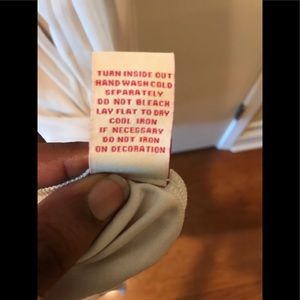 TURN INSIDE OUT
HAND WASH COLD
SEPARATELY
DO NOT BLEACH
LAY FLAT TO DRY
COOL IRON
IF NECESSARY
DO NOT IRON
ON DECORATION